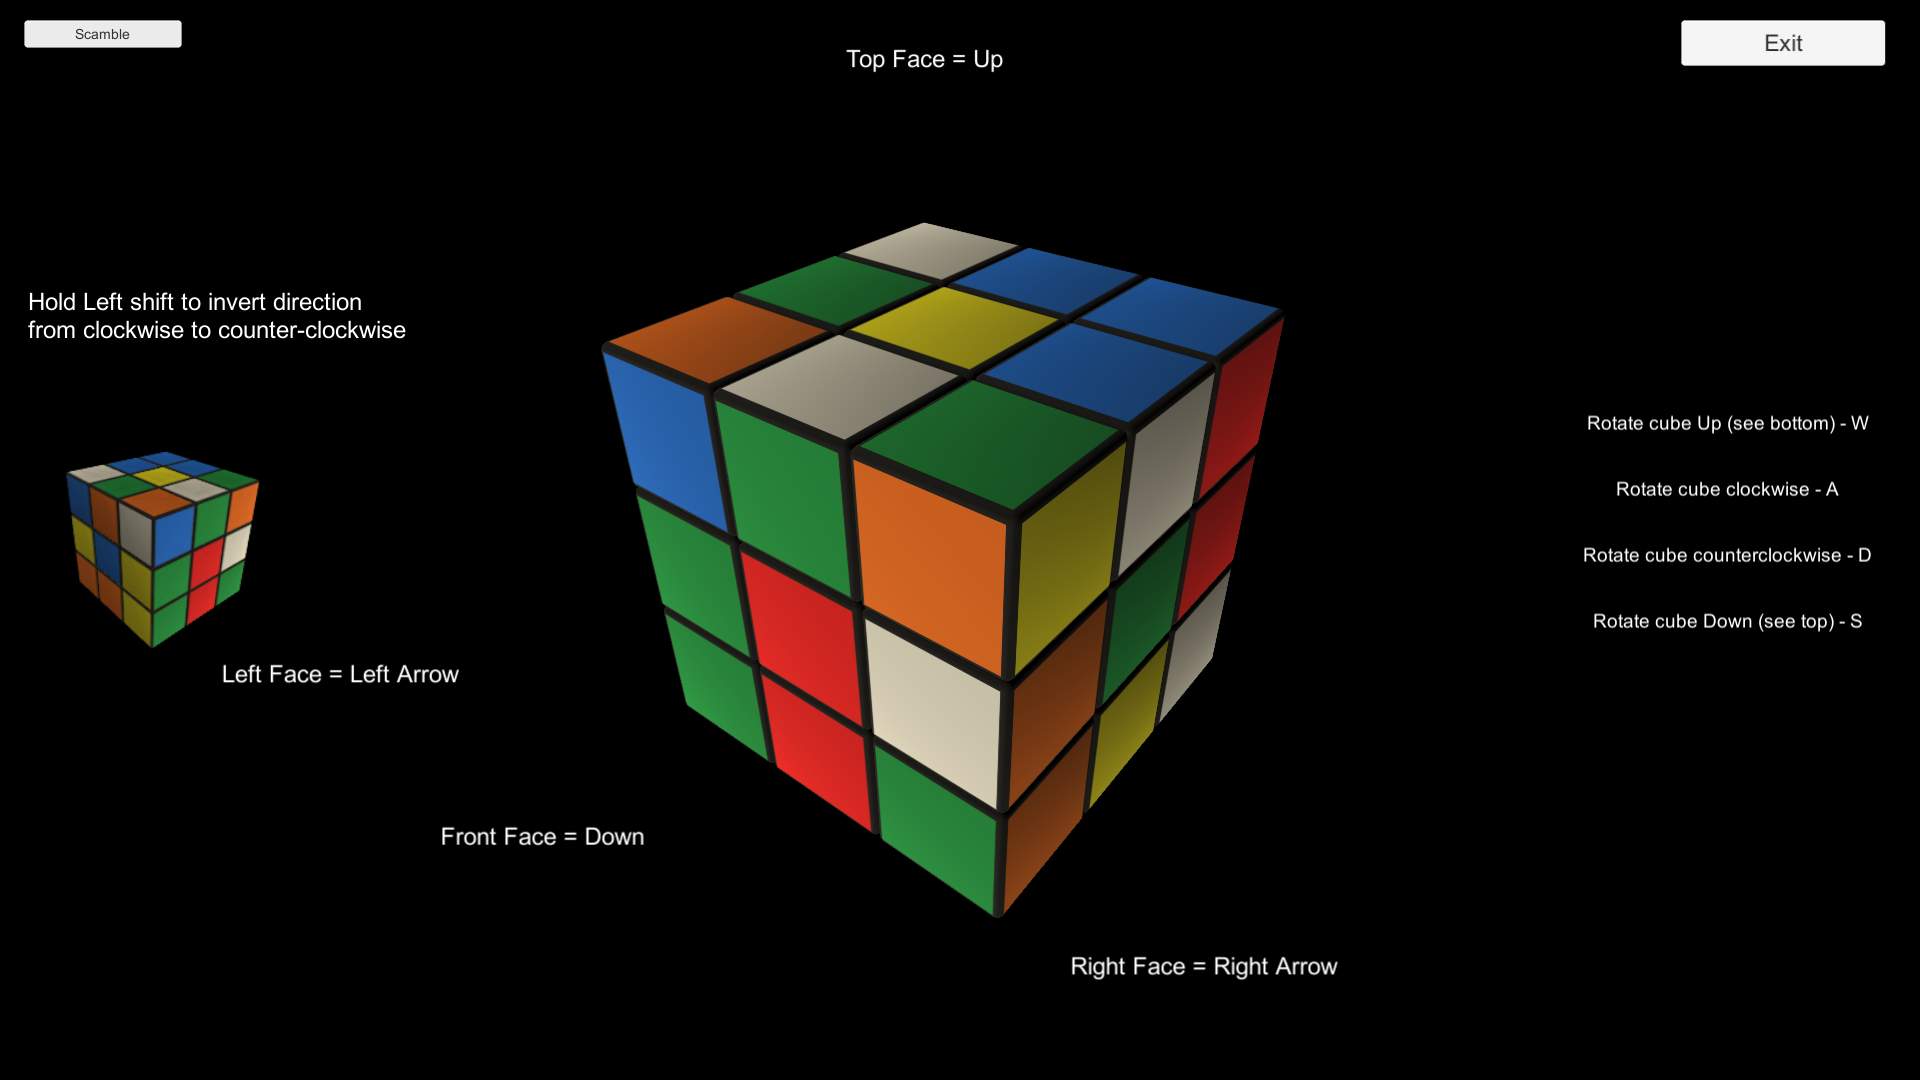 Scamble
Exit
Top Face = Up
Hold Left shift to invert direction
from clockwise to counter-clockwise
Rotate cube Up (see bottom) - W
Rotate cube clockwise - A
Rotate cube counterclockwise - D
Rotate cube Down (see top) - S
Left Face = Left Arrow
Front Face = Down
Right Face = Right Arrow